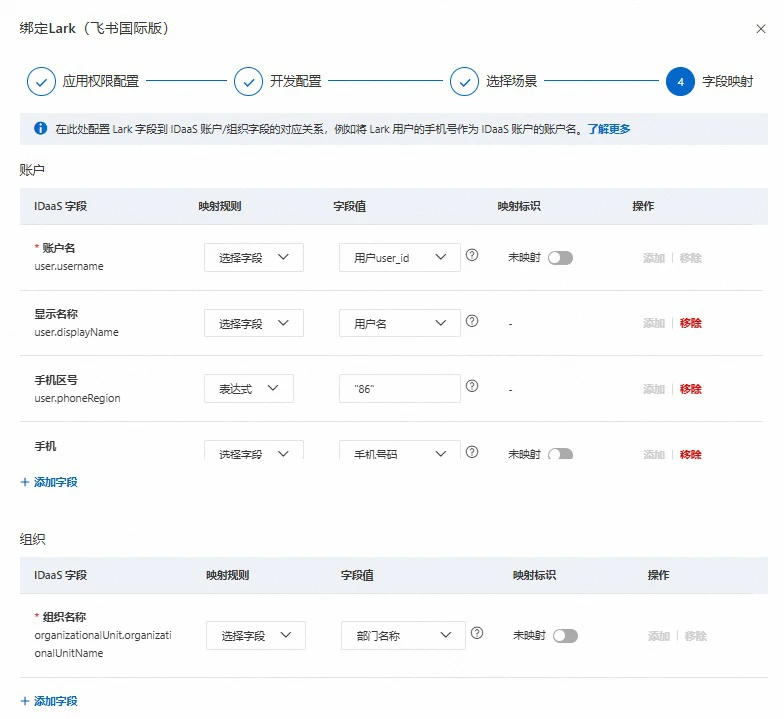 绑定Lark（飞书国际版）
应用权限配置 开发配置 选择场景 4 字段映射
在此处配置 Lark 字段到 IDaaS 账户/组织字段的对应关系，例如将 Lark 用户的手机号作为 IDaaS 账户的账户名。了解更多
账户
IDaaS 字段 映射规则 字段值 映射标识 操作
* 账户名
user.username
选择字段 用户user_id 未映射 添加 移除
显示名称
user.displayName
选择字段 用户名 - 添加 移除
手机区号
user.phoneRegion
表达式 "86" - 添加 移除
手机
选择字段 手机号码 未映射 添加 移除
+ 添加字段
组织
IDaaS 字段 映射规则 字段值 映射标识 操作
* 组织名称
organizationalUnit.organizati
onalUnitName
选择字段 部门名称 未映射 添加 移除
+ 添加字段